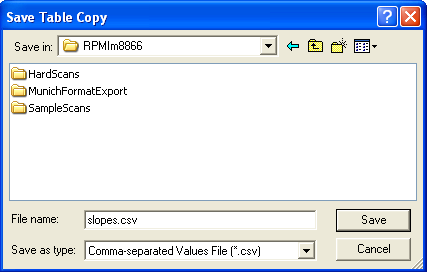 Save Table Copy
Save in: RPMIm8866
HardScans
MunichFormatExport
SampleScans
File name: slopes.csv Save
Save as type: Comma-separated Values File (*.csv) Cancel